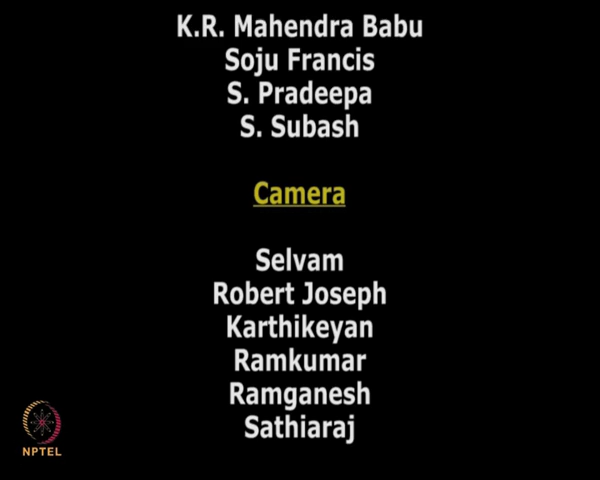 K.R. Mahendra Babu
Soju Francis
S. Pradeepa
S. Subash
Camera
Selvam
Robert Joseph
Karthikeyan
Ramkumar
Ramganesh
Sathiaraj
NPTEL